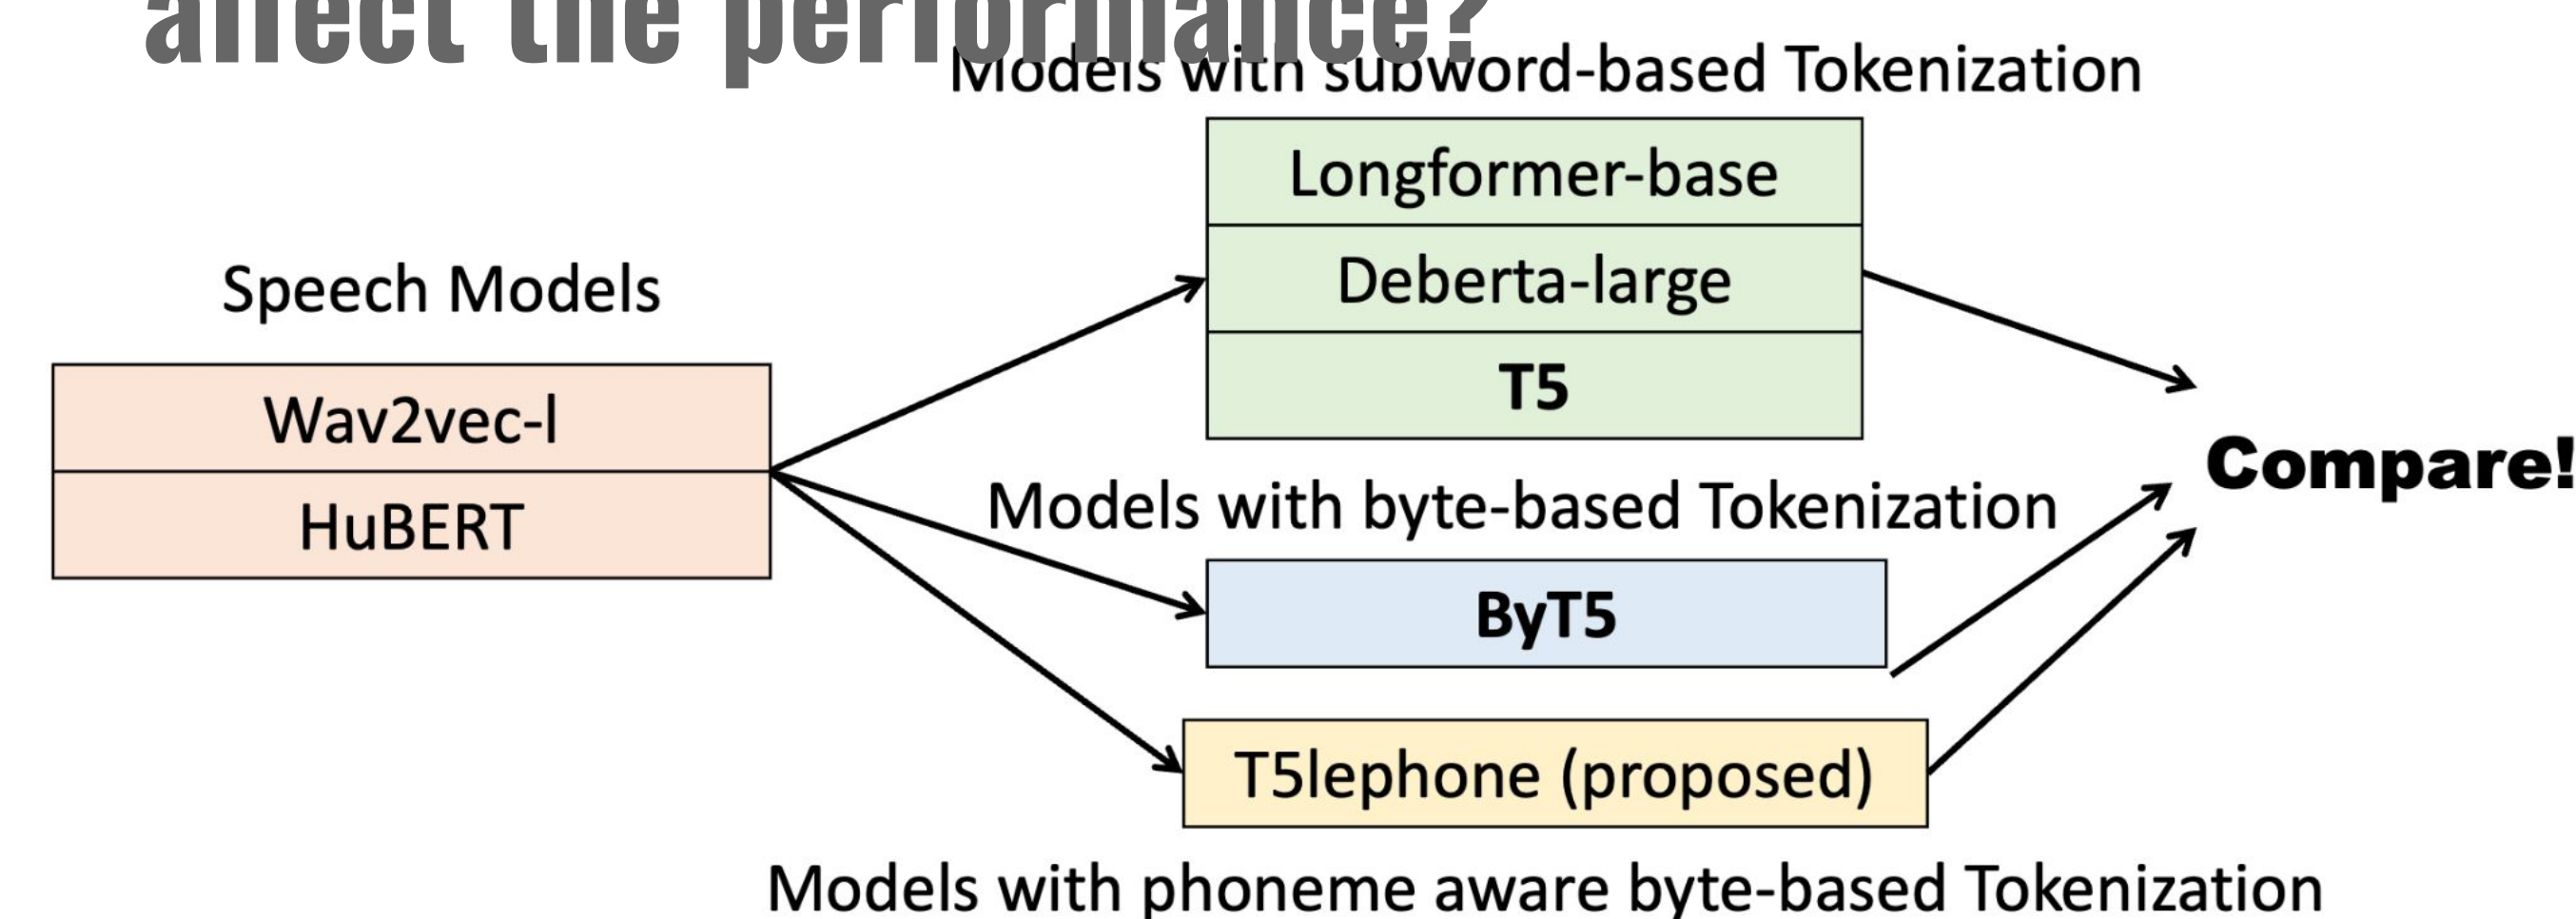 affect the performance?
Models with subword-based Tokenization
Longformer-base
Deberta-large
T5
Speech Models
Wav2vec-l
HuBERT
Compare!
Models with byte-based Tokenization
ByT5
T5lephone (proposed)
Models with phoneme aware byte-based Tokenization